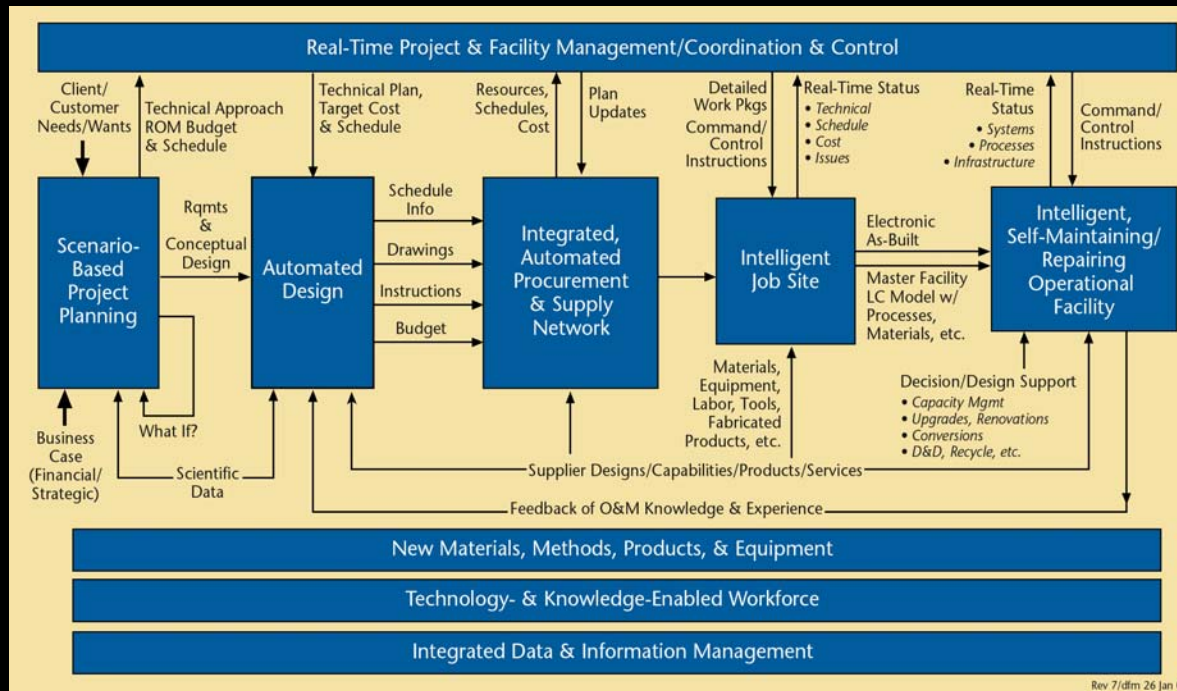 Real-Time Project & Facility Management/Coordination & Control
Client/
Customer
Needs/Wants
Technical Approach
ROM Budget
& Schedule
Technical Plan,
Target Cost
& Schedule
Resources,
Schedules,
Cost
Plan
Updates
Detailed
Work Pkgs
Command/
Control
Instructions
Real-Time Status
• Technical
• Schedule
• Cost
• Issues
Real-Time
Status
• Systems
• Processes
• Infrastructure
Command/
Control
Instructions
Scenario-
Based
Project
Planning
Rqmts
&
Conceptual
Design
Automated
Design
Schedule
Info
Drawings
Instructions
Budget
Integrated,
Automated
Procurement
& Supply
Network
Intelligent
Job Site
Electronic
As-Built
Master Facility
LC Model w/
Processes,
Materials, etc.
Intelligent,
Self-Maintaining/
Repairing
Operational
Facility
Business
Case
(Financial/
Strategic)
What If?
Scientific
Data
Materials,
Equipment,
Labor, Tools,
Fabricated
Products, etc.
Decision/Design Support
• Capacity Mgmt
• Upgrades, Renovations
• Conversions
• D&D, Recycle, etc.
Supplier Designs/Capabilities/Products/Services
Feedback of O&M Knowledge & Experience
New Materials, Methods, Products, & Equipment
Technology- & Knowledge-Enabled Workforce
Integrated Data & Information Management
Rev 7/dfm 26 Jan